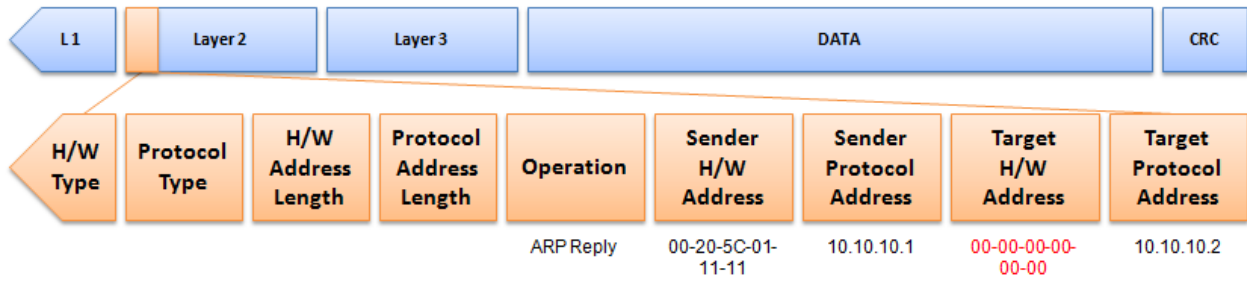 L 1 Layer 2 Layer 3 DATA CRC
H/W
Type
Protocol
Type
H/W
Address
Length
Protocol
Address
Length
Operation
Sender
H/W
Address
Sender
Protocol
Address
Target
H/W
Address
Target
Protocol
Address
ARP Reply
00-20-5C-01-
11-11
10.10.10.1
00-00-00-00-
00-00
10.10.10.2